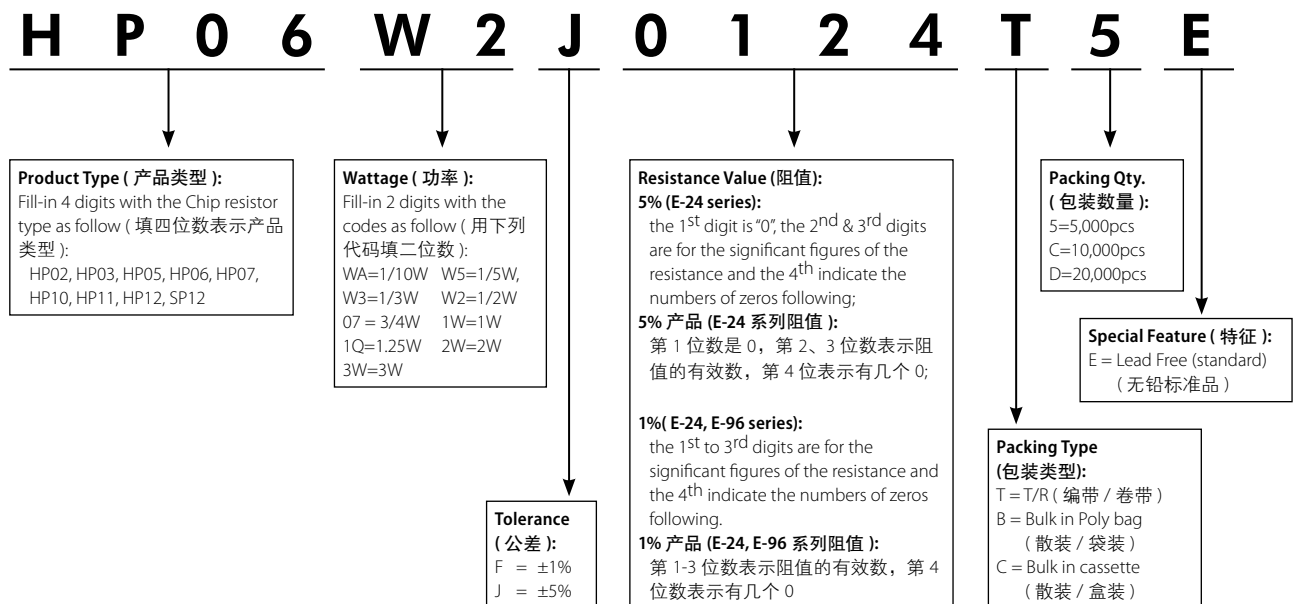 H P 0 6 W 2 J 0 1 2 4 T 5 E
Product Type ( 产品类型 ):
Fill-in 4 digits with the Chip resistor
type as follow ( 填四位数表示产品
类型 ):
HP02, HP03, HP05, HP06, HP07,
HP10, HP11, HP12, SP12
Wattage ( 功率 ):
Fill-in 2 digits with the
codes as follow ( 用下列
代码填二位数 ):
WA=1/10W W5=1/5W,
W3=1/3W W2=1/2W
07 = 3/4W 1W=1W
1Q=1.25W 2W=2W
3W=3W
Tolerance
( 公差 ):
F = ±1%
J = ±5%
Resistance Value (阻值):
5% (E-24 series):
the 1st digit is “0”, the 2nd & 3rd digits
are for the significant figures of the
resistance and the 4th indicate the
numbers of zeros following;
5% 产品 (E-24 系列阻值 ):
第 1 位数是 0，第 2、3 位数表示阻
值的有效数，第 4 位表示有几个 0;
1%( E-24, E-96 series):
the 1st to 3rd digits are for the
significant figures of the resistance and
the 4th indicate the numbers of zeros
following.
1% 产品 (E-24, E-96 系列阻值 ):
第 1-3 位数表示阻值的有效数，第 4
位数表示有几个 0
Packing Type
(包装类型):
T = T/R ( 编带 / 卷带 )
B = Bulk in Poly bag
( 散装 / 袋装 )
C = Bulk in cassette
( 散装 / 盒装 )
Packing Qty.
( 包装数量 ):
5=5,000pcs
C=10,000pcs
D=20,000pcs
Special Feature ( 特征 ):
E = Lead Free (standard)
( 无铅标准品 )